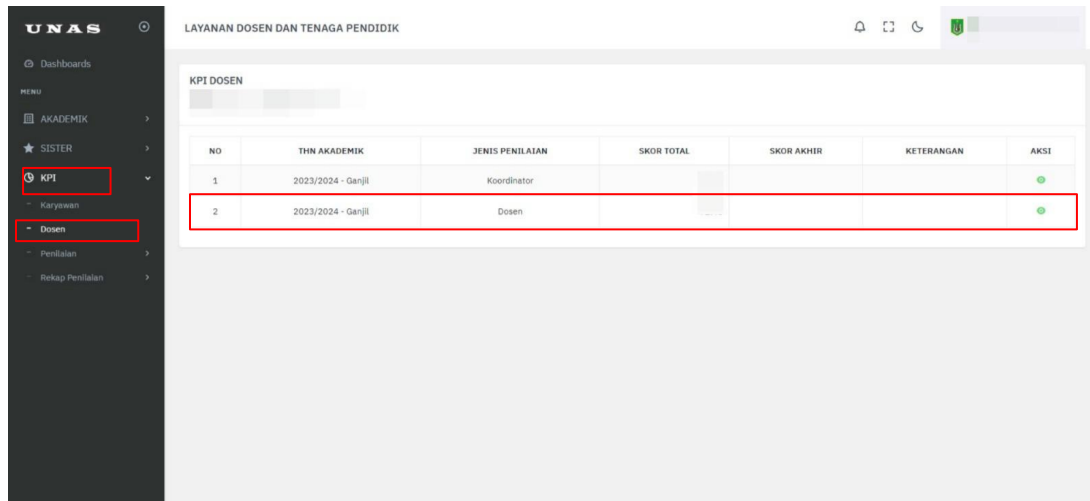 UNAS
LAYANAN DOSEN DAN TENAGA PENDIDIK
Dashboards
MENU
AKADEMIK
SISTER
KPI
Karyawan
Dosen
Penilaian
Rekap Penilaian
KPI DOSEN
NO THN AKADEMIK JENIS PENILAIAN SKOR TOTAL SKOR AKHIR KETERANGAN AKSI
1 2023/2024 - Ganjil Koordinator
2 2023/2024 - Ganjil Dosen